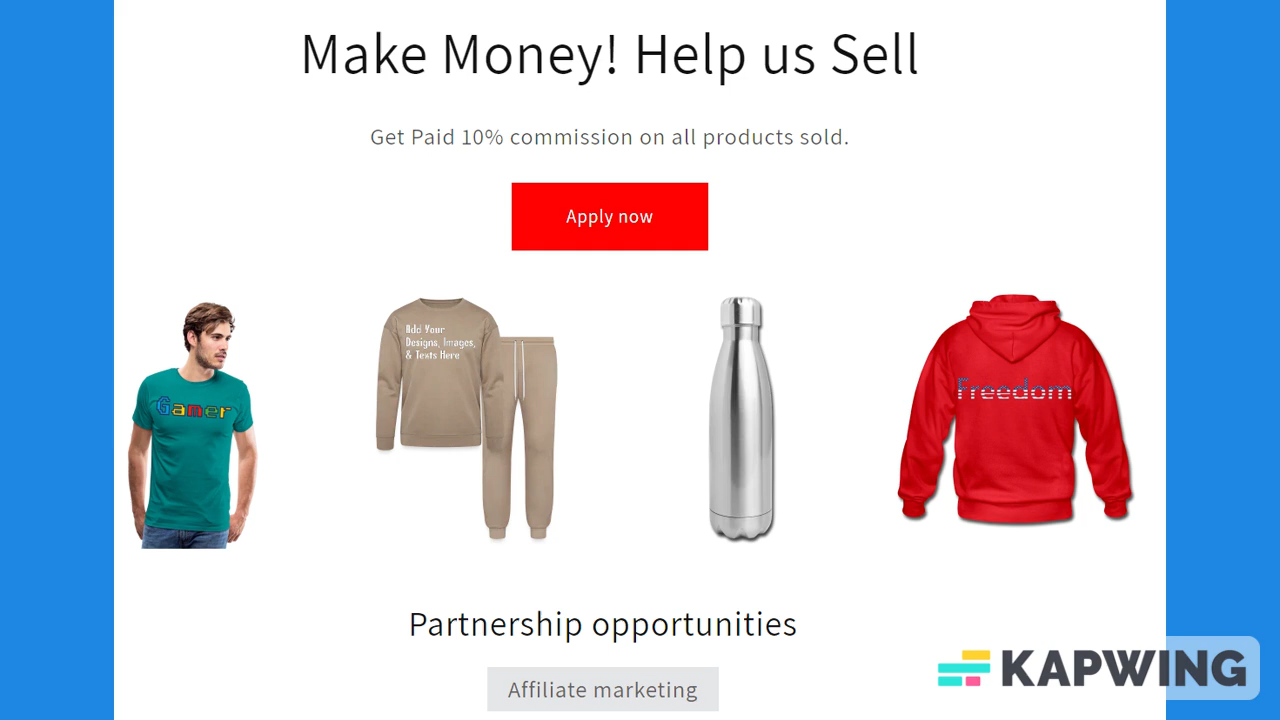 Make Money! Help us Sell
Get Paid 10% commission on all products sold.
Apply now
Gamer
Add Your
Designs, Images,
& Texts Here
Freedom
Partnership opportunities
Affiliate marketing
KAPWING